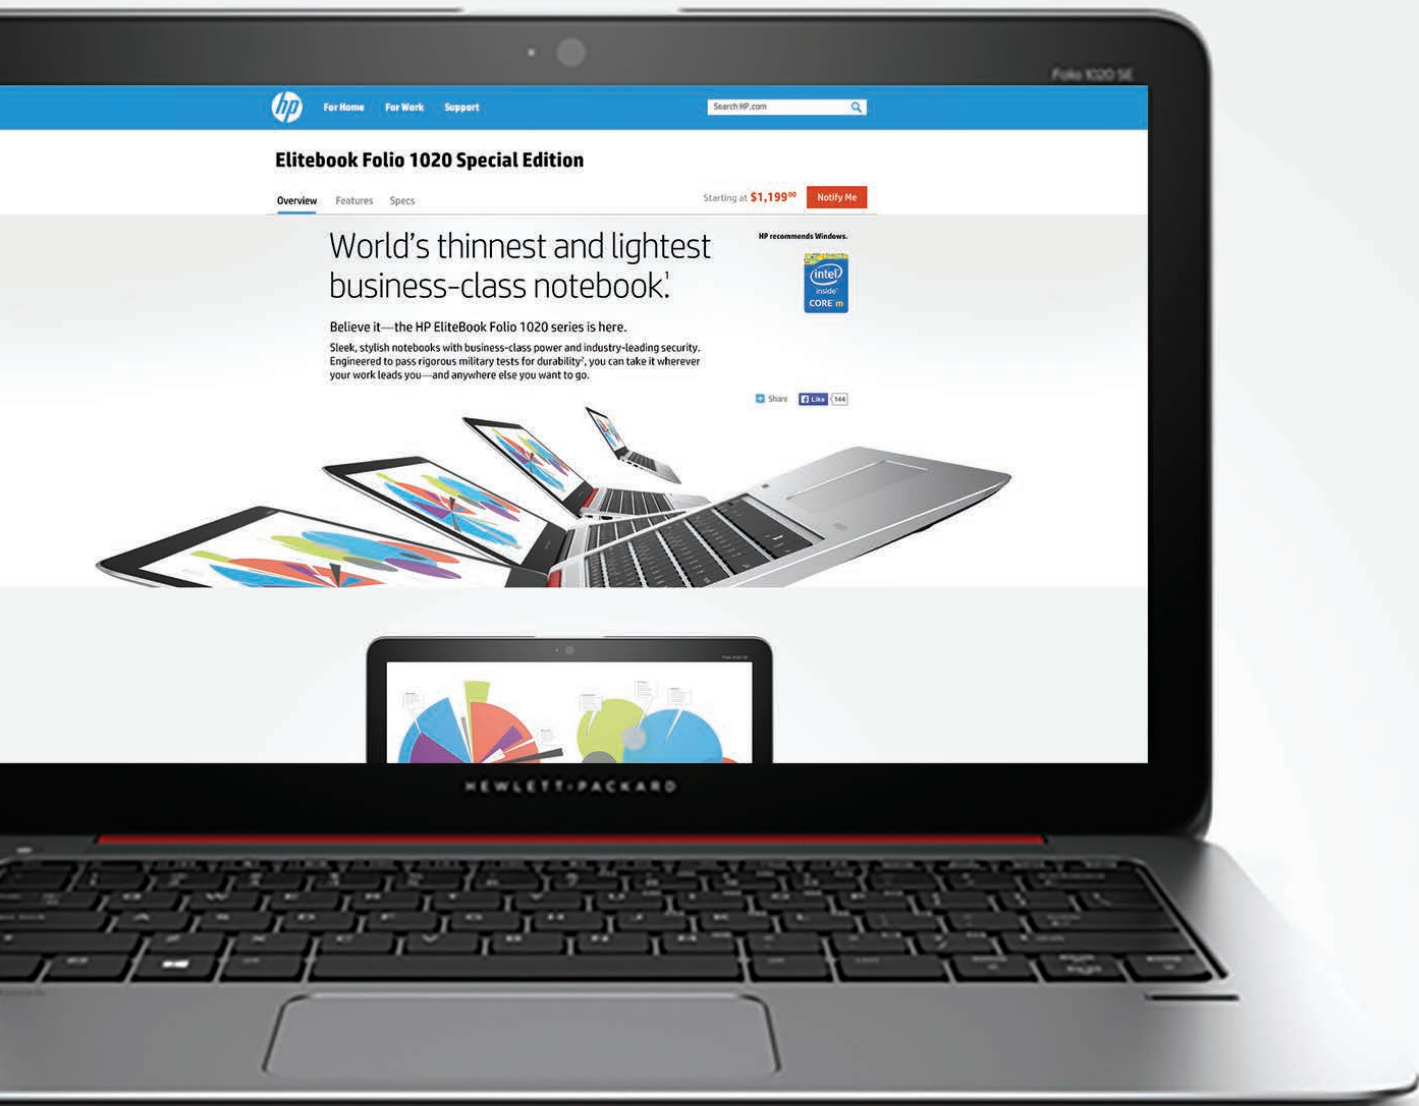 Folio 1020 SE
hp For Home For Work Support Search HP.com
Elitebook Folio 1020 Special Edition
Overview Features Specs Starting at $1,199⁰⁰ Notify Me
World's thinnest and lightest
business-class notebook.¹
HP recommends Windows.
intel
inside™
CORE m
Believe it—the HP EliteBook Folio 1020 series is here.
Sleek, stylish notebooks with business-class power and industry-leading security.
Engineered to pass rigorous military tests for durability², you can take it wherever
your work leads you—and anywhere else you want to go.
Share Like 144
HEWLETT·PACKARD